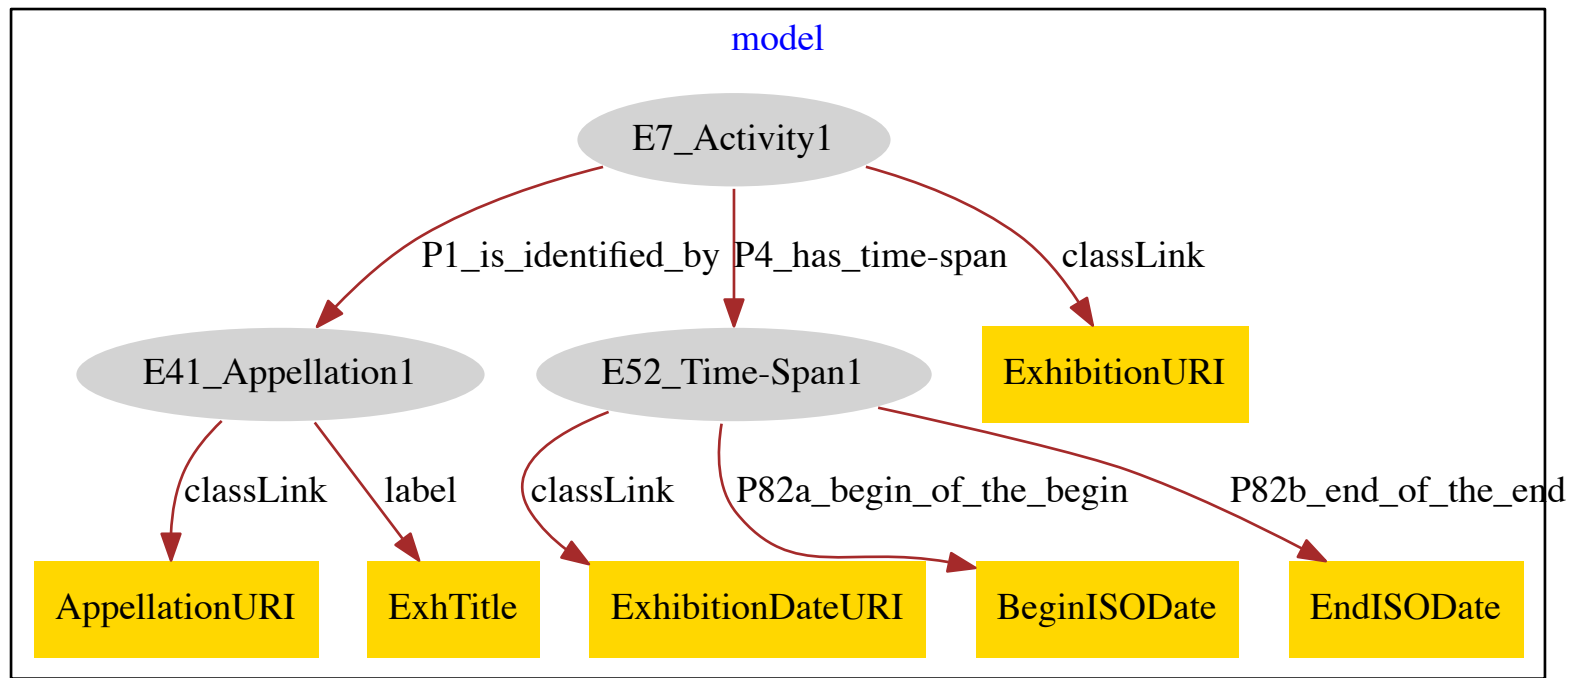 model
E7_Activity1
P1_is_identified_by
P4_has_time-span
classLink
E41_Appellation1
E52_Time-Span1
ExhibitionURI
classLink
label
classLink
P82a_begin_of_the_begin
P82b_end_of_the_end
AppellationURI
ExhTitle
ExhibitionDateURI
BeginISODate
EndISODate